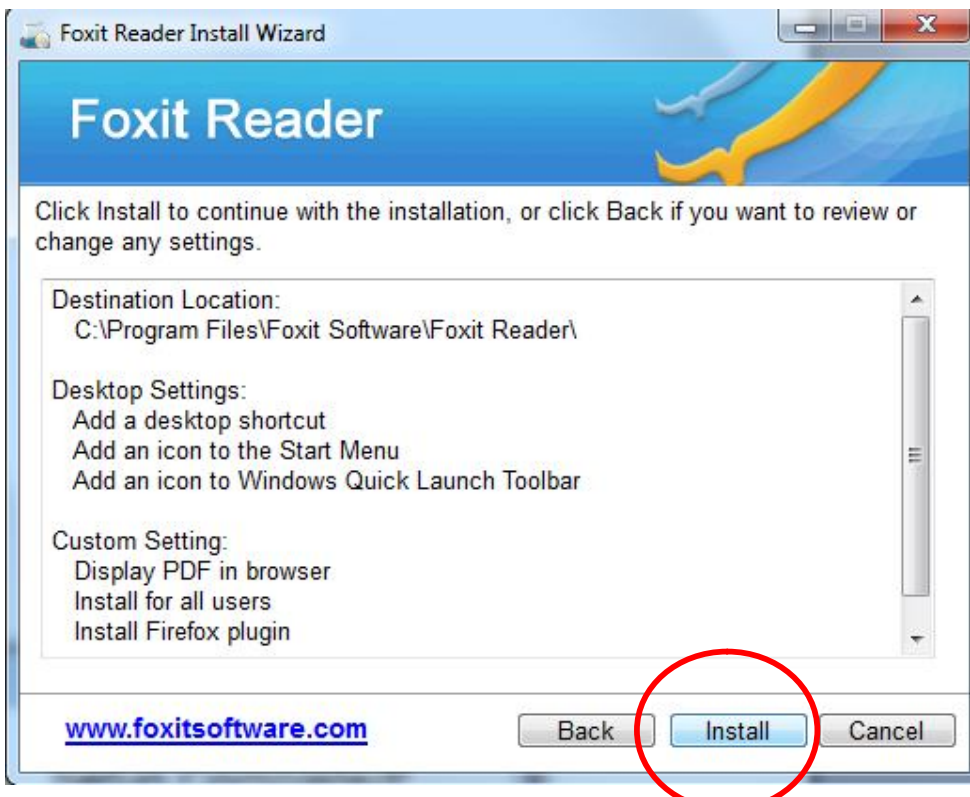 Foxit Reader Install Wizard
Foxit Reader
Click Install to continue with the installation, or click Back if you want to review or
change any settings.
Destination Location:
C:\Program Files\Foxit Software\Foxit Reader\
Desktop Settings:
Add a desktop shortcut
Add an icon to the Start Menu
Add an icon to Windows Quick Launch Toolbar
Custom Setting:
Display PDF in browser
Install for all users
Install Firefox plugin
www.foxitsoftware.com
Back
Install
Cancel